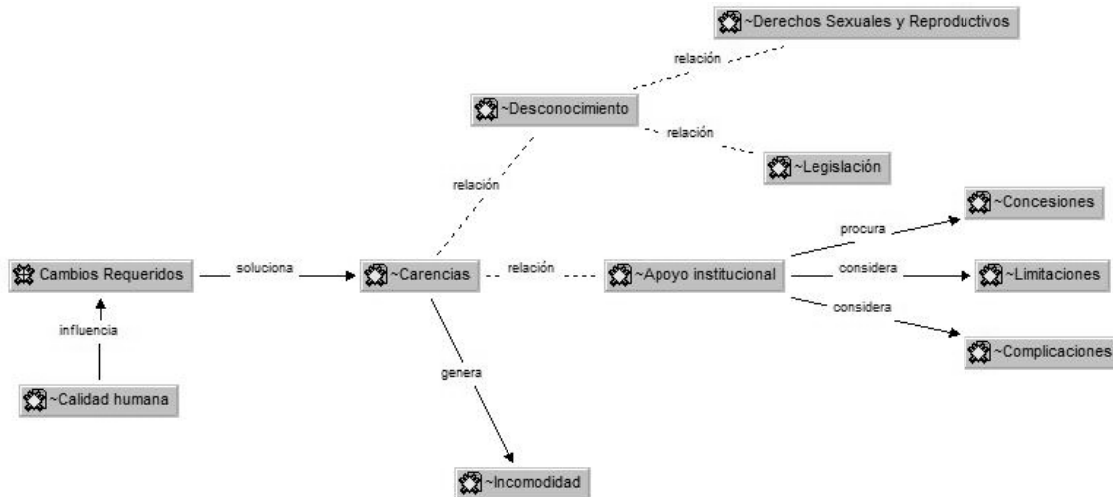 ~Derechos Sexuales y Reproductivos
relación
~Desconocimiento
relación
~Legislación
relación
~Concesiones
procura
Cambios Requeridos
soluciona
~Carencias
relación
~Apoyo institucional
considera
~Limitaciones
considera
influencia
~Complicaciones
genera
~Calidad humana
~Incomodidad